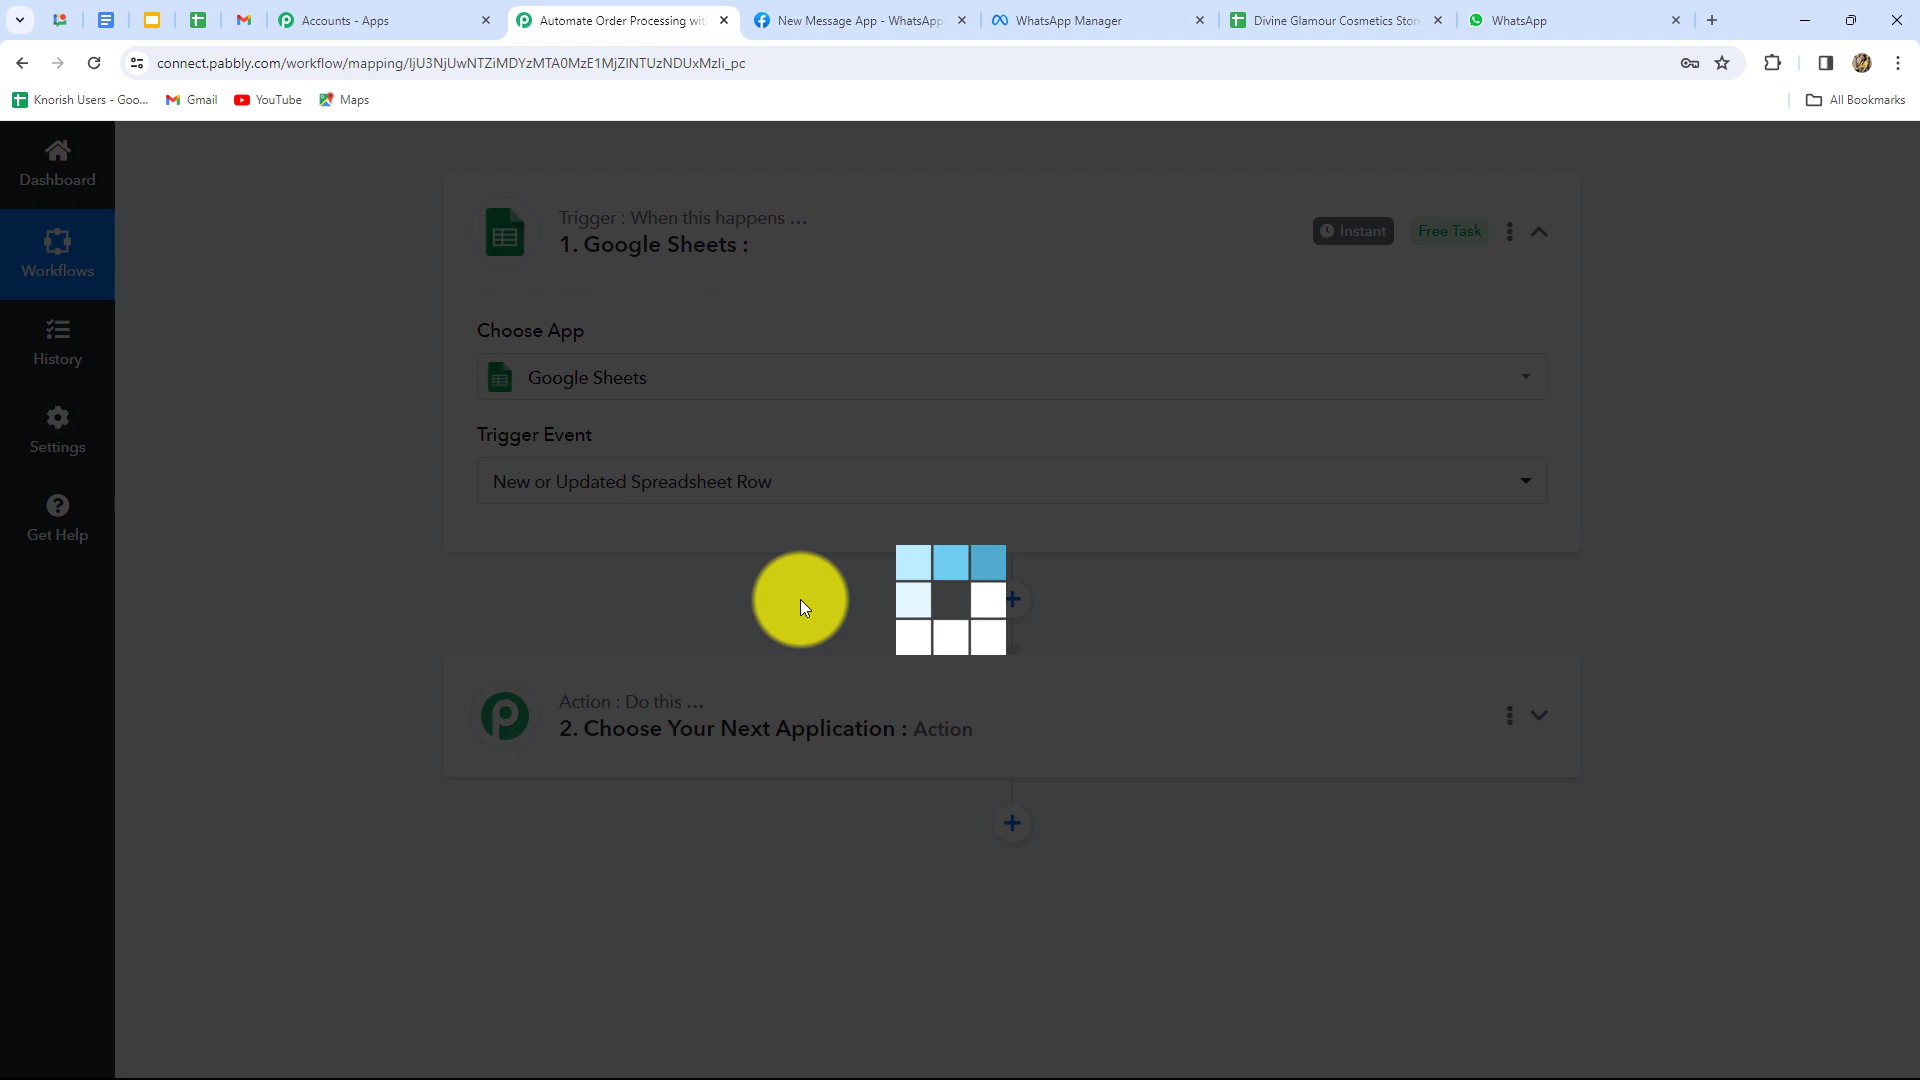 Accounts - Apps
Automate Order Processing wit
New Message App - WhatsApp
WhatsApp Manager
Divine Glamour Cosmetics Stor
WhatsApp
connect.pabbly.com/workflow/mapping/IjU3NjUwNTZiMDYzMTA0MzE1MjZlNTUzNDUxMzli_pc
Knorish Users - Goo...
Gmail
YouTube
Maps
All Bookmarks
Dashboard
Workflows
History
Settings
Get Help
Trigger : When this happens ...
1. Google Sheets :
Instant
Free Task
Choose App
Google Sheets
Trigger Event
New or Updated Spreadsheet Row
Action : Do this ...
2. Choose Your Next Application : Action